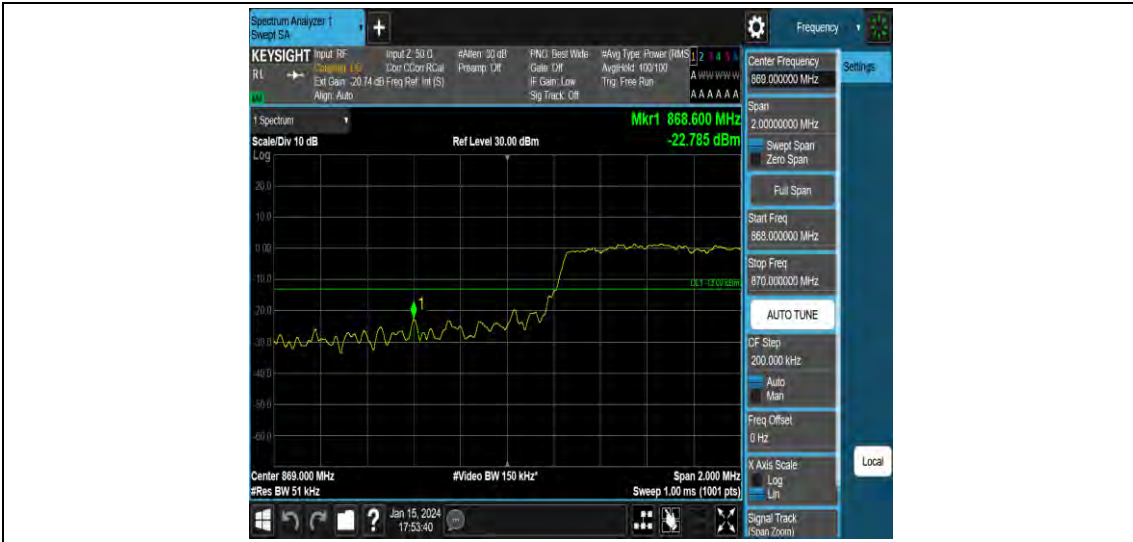 Spectrum Analyzer 1
Swept SA
Frequency
KEYSIGHT Input: RF Input Z: 50 Ω #Atten: 30 dB PNO: Best Wide #Avg Type: Power (RMS 1 2 3 4 5 6
RL Corr CCorr RCal Preamp: Off Gate: Off Avg|Hold: 100/100 A W W W W W
Ext Gain: -20.74 dB Freq Ref: Int (S) IF Gain: Low Trig: Free Run
Align: Auto Sig Track: Off A A A A A A
Center Frequency
869.000000 MHz
Settings
1 Spectrum
Mkr1 868.600 MHz
Scale/Div 10 dB Ref Level 30.00 dBm -22.785 dBm
Log
20.0
10.0
0.00
-10.0
-20.0
-30.0
-40.0
-50.0
-60.0
1
DL1 -13.00 dBm
Span
2.00000000 MHz
Swept Span
Zero Span
Full Span
Start Freq
868.000000 MHz
Stop Freq
870.000000 MHz
AUTO TUNE
CF Step
200.000 kHz
Auto
Man
Freq Offset
0 Hz
X Axis Scale
Log
Lin
Local
Signal Track
(Span Zoom)
Center 869.000 MHz #Video BW 150 kHz* Span 2.000 MHz
#Res BW 51 kHz Sweep 1.00 ms (1001 pts)
Jan 15, 2024
17:53:40